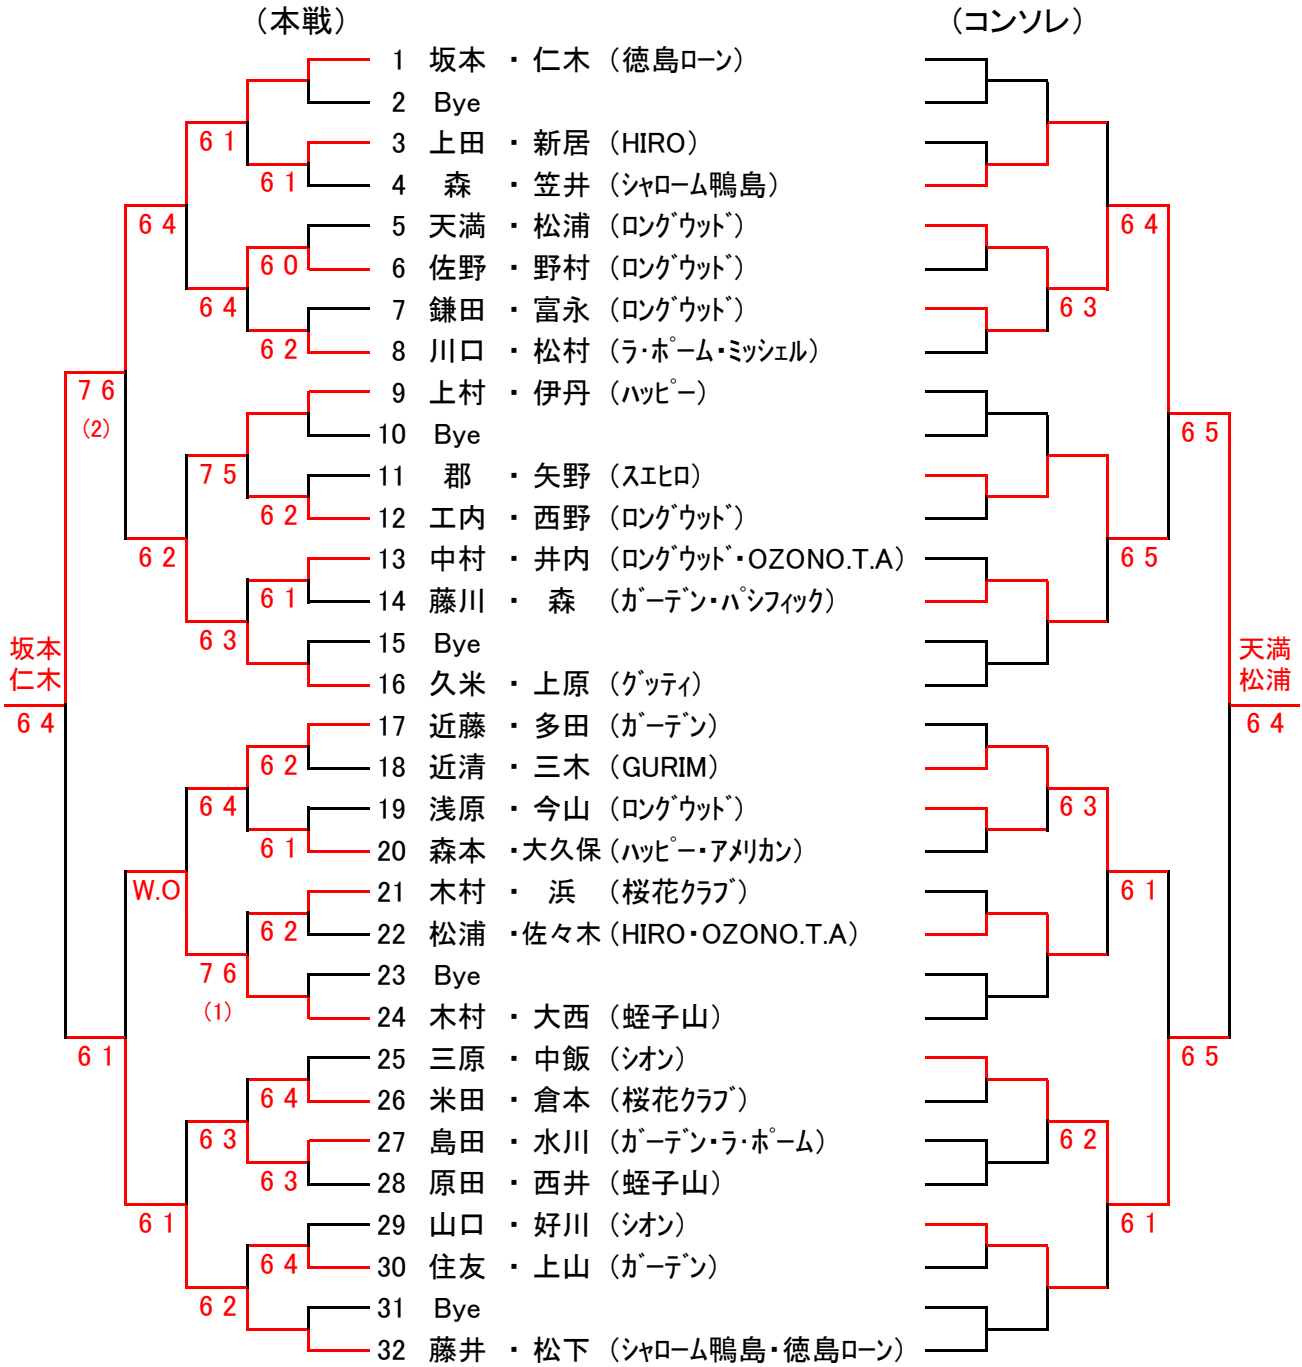 （本戦）　（コンソレ）
1 坂本 ・ 仁木 （徳島ローン）
2 Bye
6 1
3 上田 ・ 新居 （HIRO）
6 1
4 森 ・ 笠井 （シャローム鴨島）
6 4
5 天満 ・ 松浦 （ロングウッド）
6 4
6 0
6 佐野 ・ 野村 （ロングウッド）
6 4
7 鎌田 ・ 富永 （ロングウッド）
6 3
6 2
8 川口 ・ 松村 （ラ・ポーム・ミッシェル）
7 6
(2)
9 上村 ・ 伊丹 （ハッピー）
10 Bye
6 5
7 5
11 郡 ・ 矢野 （スエヒロ）
6 2
12 工内 ・ 西野 （ロングウッド）
6 2
13 中村 ・ 井内 （ロングウッド・OZONO.T.A）
6 5
6 1
14 藤川 ・ 森 （ガーデン・パシフィック）
6 3
15 Bye
坂本
仁木
16 久米 ・ 上原 （グッティ）
天満
松浦
6 4
17 近藤 ・ 多田 （ガーデン）
6 4
6 2
18 近清 ・ 三木 （GURIM）
6 4
19 浅原 ・ 今山 （ロングウッド）
6 3
6 1
20 森本 ・大久保 （ハッピー・アメリカン）
W.O
21 木村 ・ 浜 （桜花クラブ）
6 1
6 2
22 松浦 ・佐々木 （HIRO・OZONO.T.A）
7 6
(1)
23 Bye
24 木村 ・ 大西 （蛭子山）
6 1
25 三原 ・ 中飯 （シオン）
6 5
6 4
26 米田 ・ 倉本 （桜花クラブ）
6 3
27 島田 ・ 水川 （ガーデン・ラ・ポーム）
6 2
6 3
28 原田 ・ 西井 （蛭子山）
6 1
29 山口 ・ 好川 （シオン）
6 1
6 4
30 住友 ・ 上山 （ガーデン）
6 2
31 Bye
32 藤井 ・ 松下 （シャローム鴨島・徳島ローン）